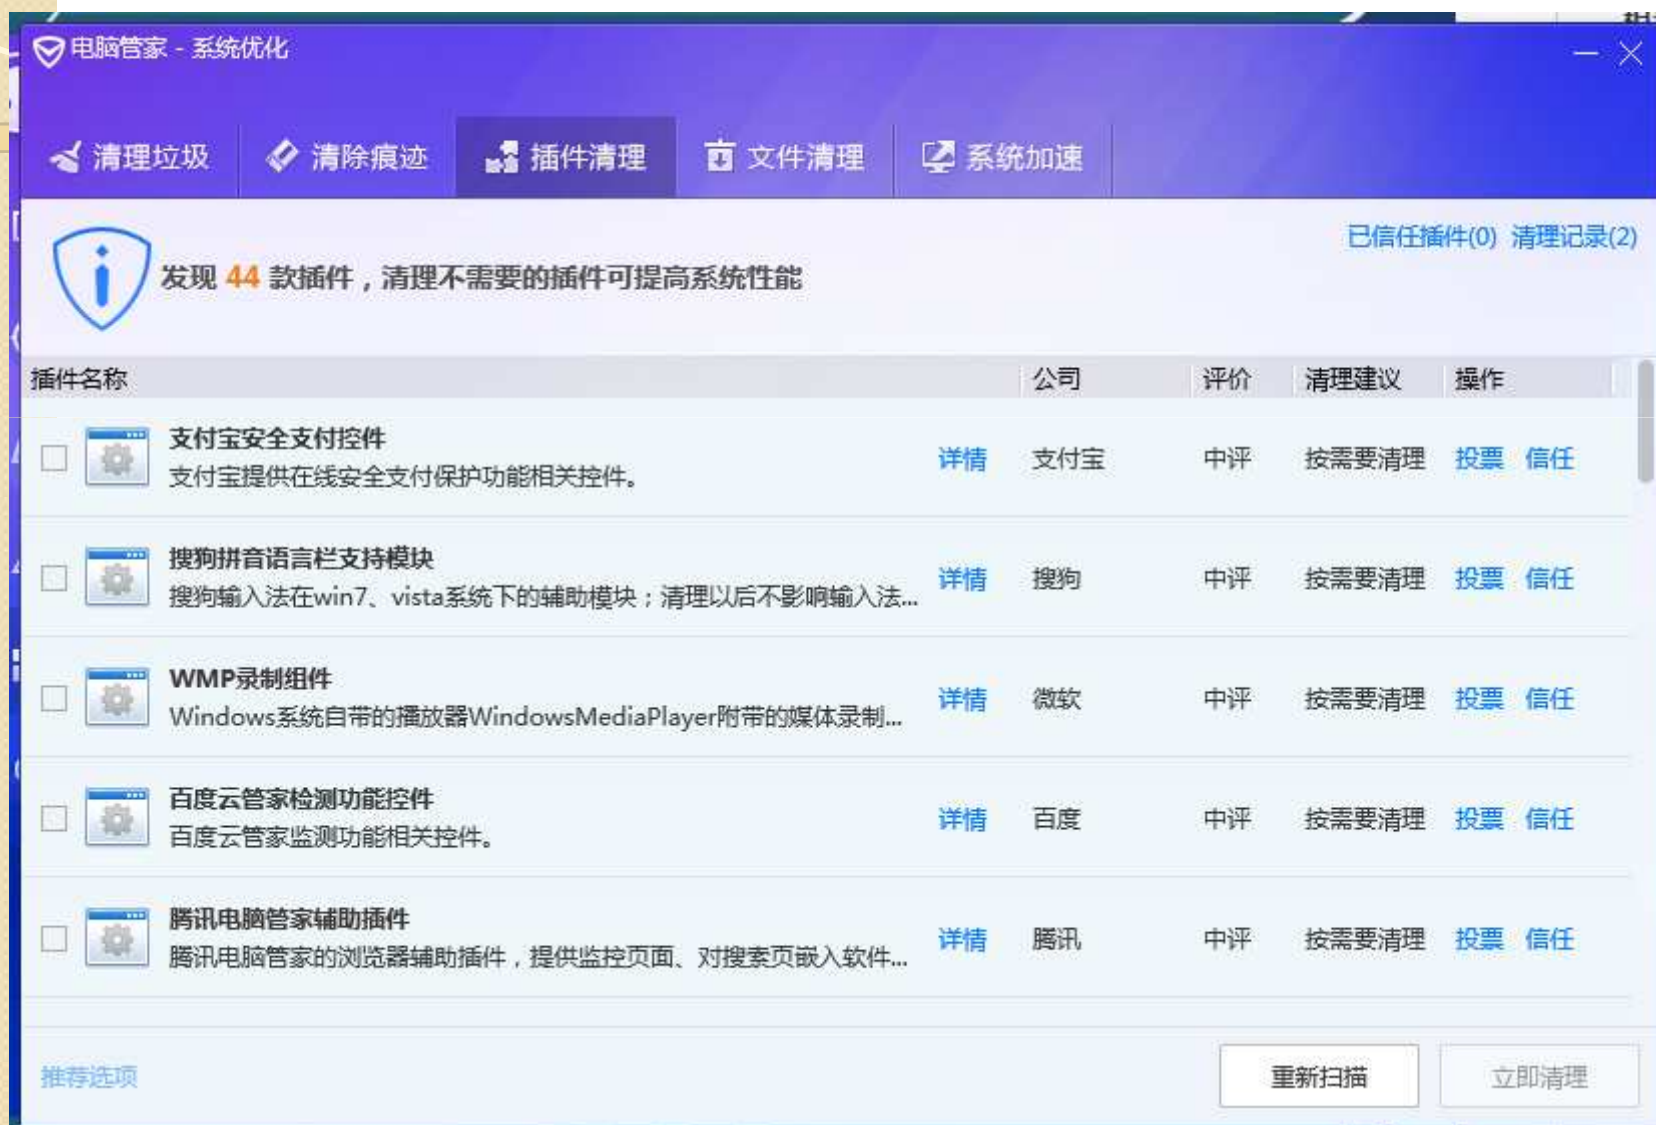 电脑管家 - 系统优化
清理垃圾 清除痕迹 插件清理 文件清理 系统加速
已信任插件(0) 清理记录(2)
发现 44 款插件，清理不需要的插件可提高系统性能
插件名称 公司 评价 清理建议 操作
支付宝安全支付控件
支付宝提供在线安全支付保护功能相关控件。
详情 支付宝 中评 按需要清理 投票 信任
搜狗拼音语言栏支持模块
搜狗输入法在win7、vista系统下的辅助模块；清理以后不影响输入法...
详情 搜狗 中评 按需要清理 投票 信任
WMP录制组件
Windows系统自带的播放器WindowsMediaPlayer附带的媒体录制...
详情 微软 中评 按需要清理 投票 信任
百度云管家检测功能控件
百度云管家监测功能相关控件。
详情 百度 中评 按需要清理 投票 信任
腾讯电脑管家辅助插件
腾讯电脑管家的浏览器辅助插件，提供监控页面、对搜索页嵌入软件...
详情 腾讯 中评 按需要清理 投票 信任
推荐选项 重新扫描 立即清理